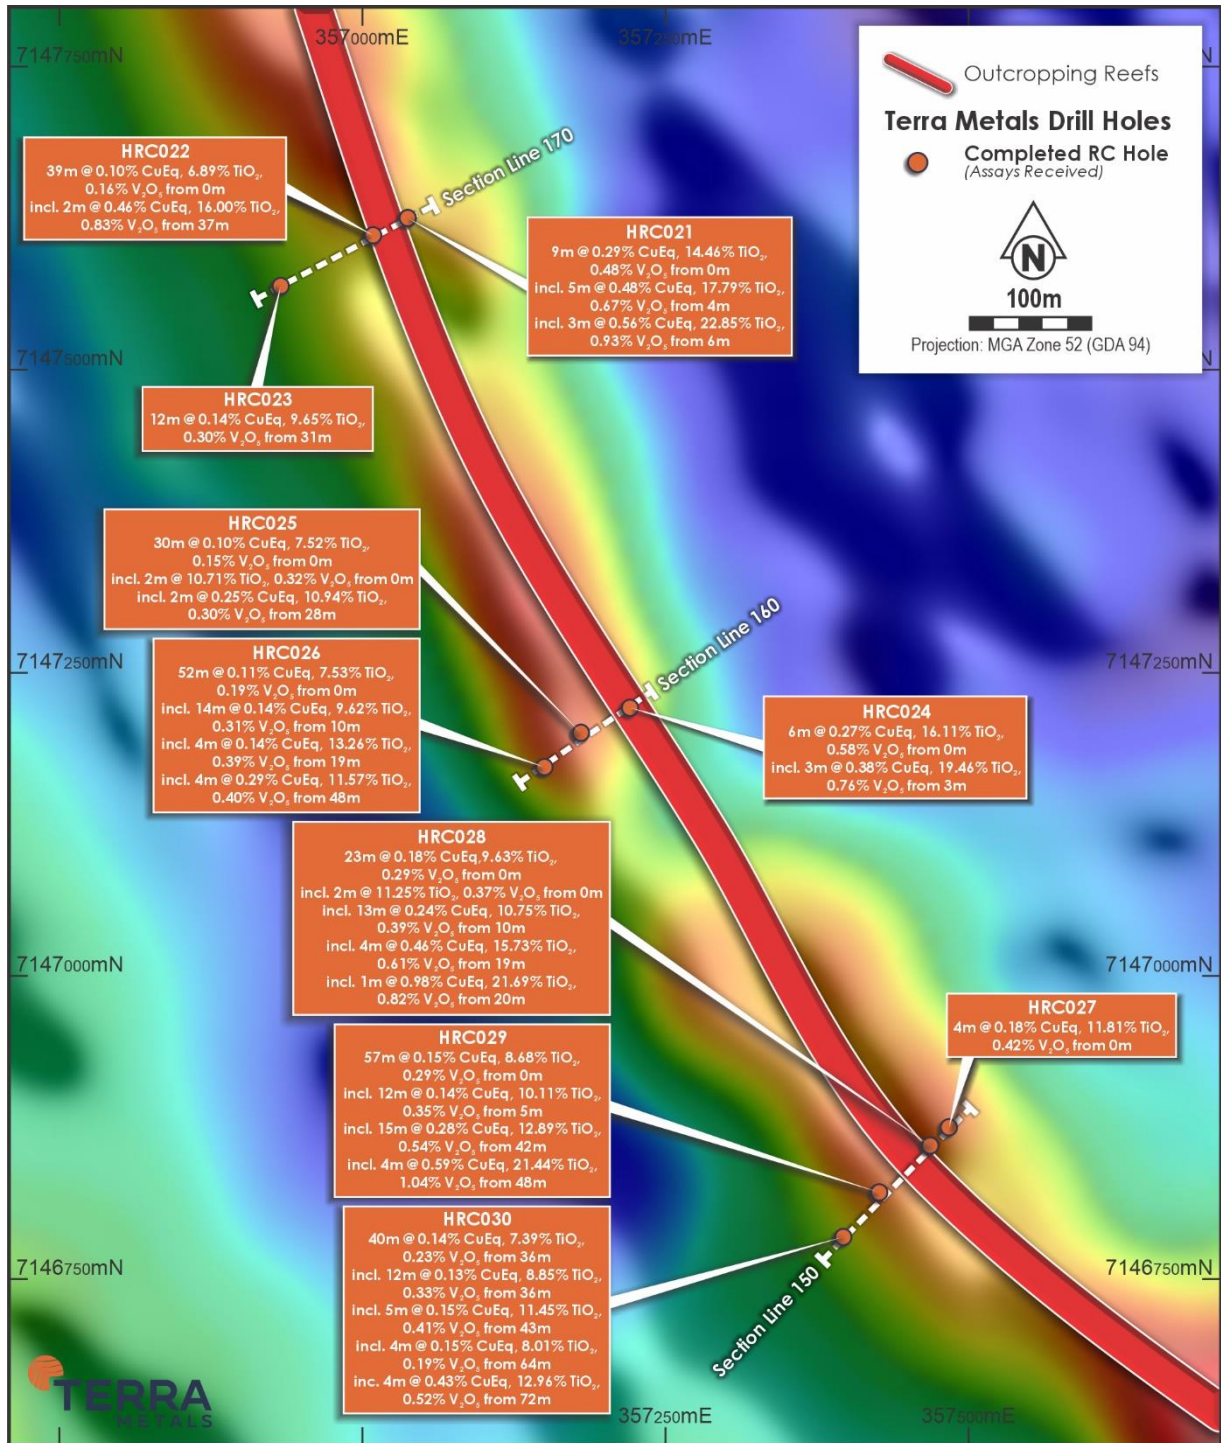 357000mE
357250mE
7147750mN
N
Outcropping Reefs
Terra Metals Drill Holes
Completed RC Hole
(Assays Received)
N
100m
Projection: MGA Zone 52 (GDA 94)
Section Line 170
HRC022
39m @ 0.10% CuEq, 6.89% TiO₂,
0.16% V₂O₅ from 0m
incl. 2m @ 0.46% CuEq, 16.00% TiO₂,
0.83% V₂O₅ from 37m
HRC021
9m @ 0.29% CuEq, 14.46% TiO₂,
0.48% V₂O₅ from 0m
incl. 5m @ 0.48% CuEq, 17.79% TiO₂,
0.67% V₂O₅ from 4m
incl. 3m @ 0.56% CuEq, 22.85% TiO₂,
0.93% V₂O₅ from 6m
7147500mN
HRC023
12m @ 0.14% CuEq, 9.65% TiO₂,
0.30% V₂O₅ from 31m
HRC025
30m @ 0.10% CuEq, 7.52% TiO₂,
0.15% V₂O₅ from 0m
incl. 2m @ 10.71% TiO₂, 0.32% V₂O₅ from 0m
incl. 2m @ 0.25% CuEq, 10.94% TiO₂,
0.30% V₂O₅ from 28m
Section Line 160
7147250mN
7147250mN
HRC026
52m @ 0.11% CuEq, 7.53% TiO₂,
0.19% V₂O₅ from 0m
incl. 14m @ 0.14% CuEq, 9.62% TiO₂,
0.31% V₂O₅ from 10m
incl. 4m @ 0.14% CuEq, 13.26% TiO₂,
0.39% V₂O₅ from 19m
incl. 4m @ 0.29% CuEq, 11.57% TiO₂,
0.40% V₂O₅ from 48m
HRC024
6m @ 0.27% CuEq, 16.11% TiO₂,
0.58% V₂O₅ from 0m
incl. 3m @ 0.38% CuEq, 19.46% TiO₂,
0.76% V₂O₅ from 3m
HRC028
23m @ 0.18% CuEq,9.63% TiO₂,
0.29% V₂O₅ from 0m
incl. 2m @ 11.25% TiO₂, 0.37% V₂O₅ from 0m
incl. 13m @ 0.24% CuEq, 10.75% TiO₂,
0.39% V₂O₅ from 10m
incl. 4m @ 0.46% CuEq, 15.73% TiO₂,
0.61% V₂O₅ from 19m
incl. 1m @ 0.98% CuEq, 21.69% TiO₂,
0.82% V₂O₅ from 20m
7147000mN
7147000mN
HRC027
4m @ 0.18% CuEq, 11.81% TiO₂,
0.42% V₂O₅ from 0m
HRC029
57m @ 0.15% CuEq, 8.68% TiO₂,
0.29% V₂O₅ from 0m
incl. 12m @ 0.14% CuEq, 10.11% TiO₂,
0.35% V₂O₅ from 5m
incl. 15m @ 0.28% CuEq, 12.89% TiO₂,
0.54% V₂O₅ from 42m
incl. 4m @ 0.59% CuEq, 21.44% TiO₂,
1.04% V₂O₅ from 48m
HRC030
40m @ 0.14% CuEq, 7.39% TiO₂,
0.23% V₂O₅ from 36m
incl. 12m @ 0.13% CuEq, 8.85% TiO₂,
0.33% V₂O₅ from 36m
incl. 5m @ 0.15% CuEq, 11.45% TiO₂,
0.41% V₂O₅ from 43m
incl. 4m @ 0.15% CuEq, 8.01% TiO₂,
0.19% V₂O₅ from 64m
inc. 4m @ 0.43% CuEq, 12.96% TiO₂,
0.52% V₂O₅ from 72m
Section Line 150
7146750mN
7146750mN
TERRA
METALS
357250mE
357500mE